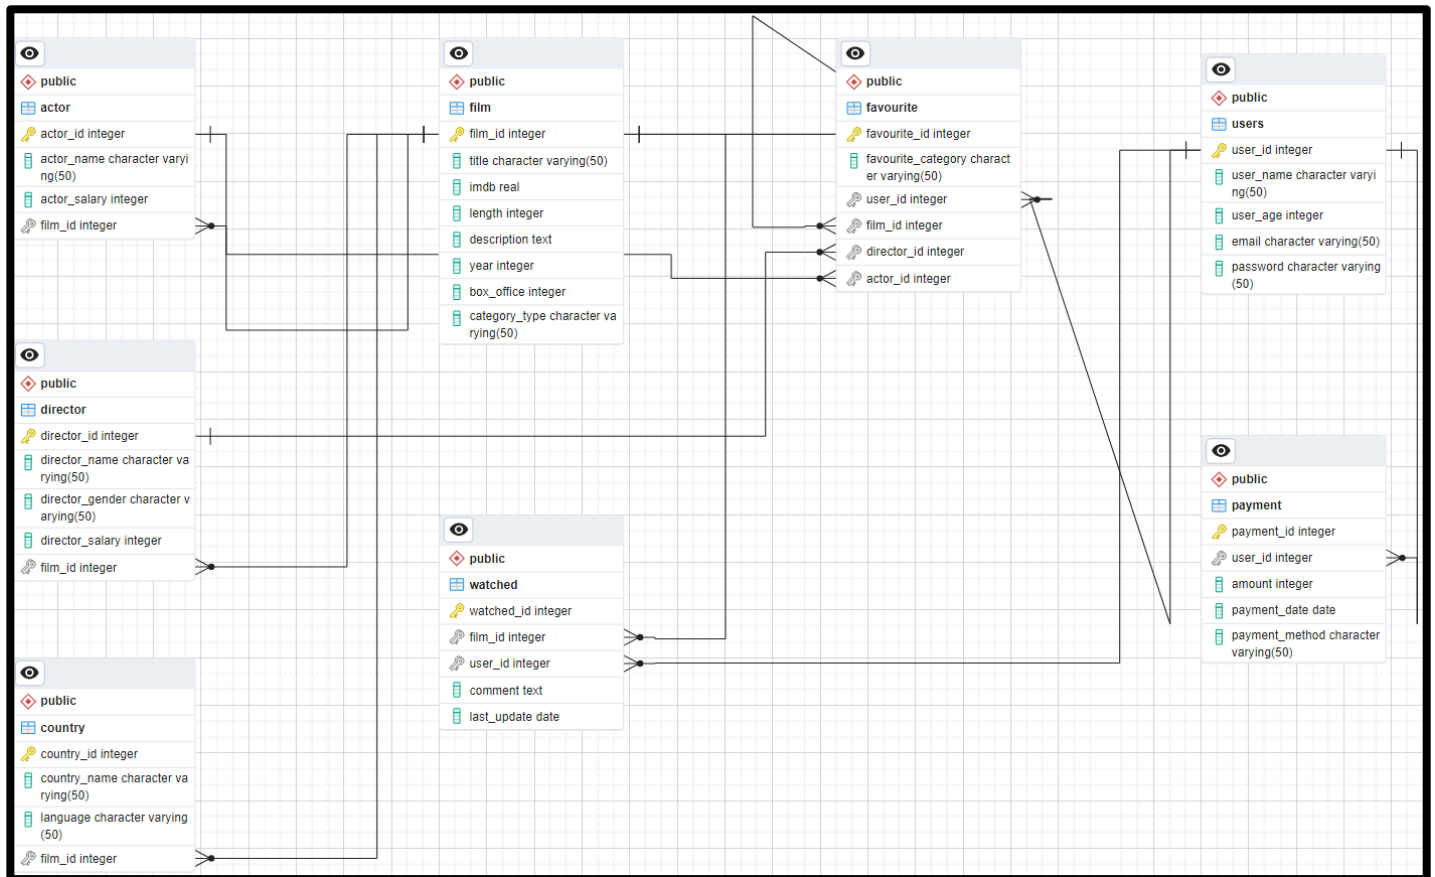 public
actor
actor_id integer
actor_name character varyi
ng(50)
actor_salary integer
film_id integer
public
film
film_id integer
title character varying(50)
imdb real
length integer
description text
year integer
box_office integer
category_type character va
rying(50)
public
favourite
favourite_id integer
favourite_category charact
er varying(50)
user_id integer
film_id integer
director_id integer
actor_id integer
public
users
user_id integer
user_name character varyi
ng(50)
user_age integer
email character varying(50)
password character varying
(50)
public
director
director_id integer
director_name character va
rying(50)
director_gender character v
arying(50)
director_salary integer
film_id integer
public
watched
watched_id integer
film_id integer
user_id integer
comment text
last_update date
public
payment
payment_id integer
user_id integer
amount integer
payment_date date
payment_method character
varying(50)
public
country
country_id integer
country_name character va
rying(50)
language character varying
(50)
film_id integer